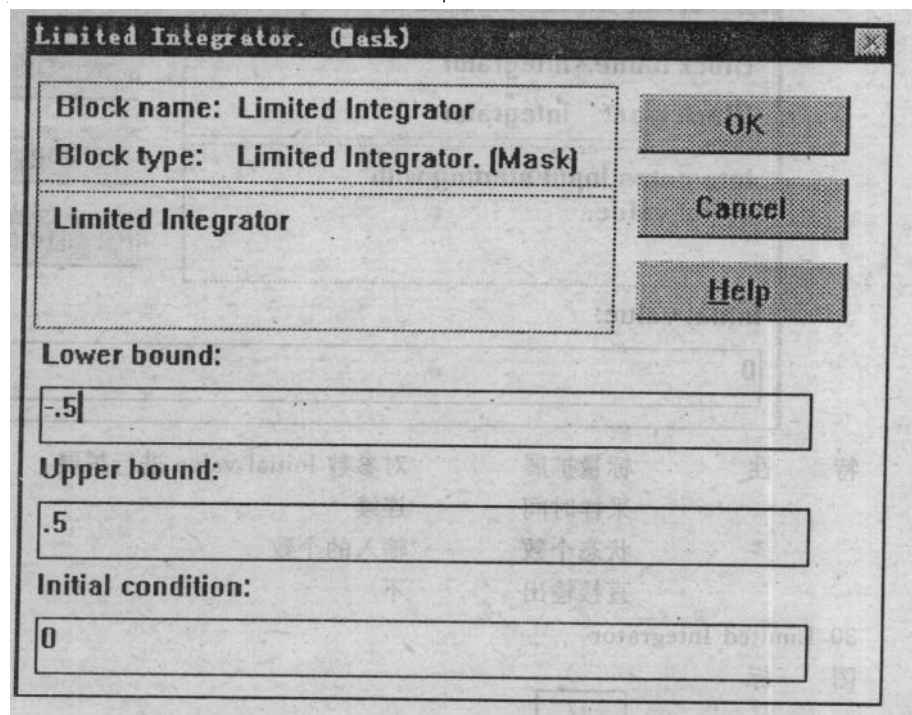 Limited Integrator. (Mask)
Block name: Limited Integrator
Block type: Limited Integrator. (Mask)
Limited Integrator
OK
Cancel
Help
Lower bound:
-.5
Upper bound:
.5
Initial condition:
0